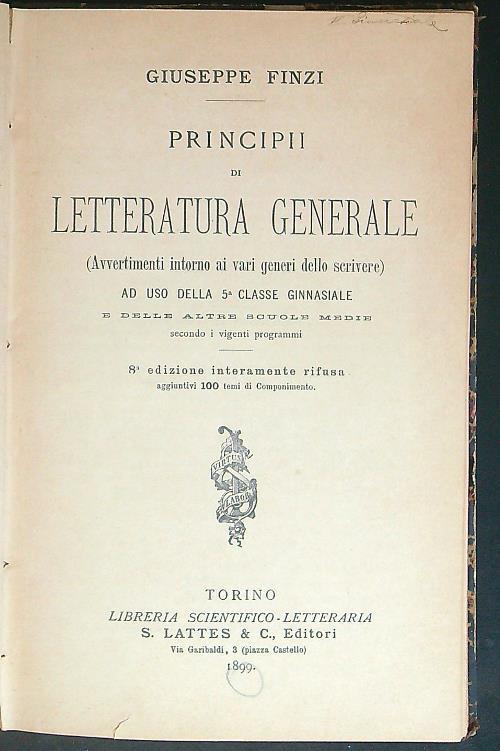 GIUSEPPE FINZI
PRINCIPII
DI
LETTERATURA GENERALE
(Avvertimenti intorno ai vari generi dello scrivere)
AD USO DELLA 5ª CLASSE GINNASIALE
E DELLE ALTRE SCUOLE MEDIE
secondo i vigenti programmi
8ª edizione interamente rifusa
aggiuntivi 100 temi di Componimento.
VIRTUS
LABOR
TORINO
LIBRERIA SCIENTIFICO-LETTERARIA
S. LATTES & C., Editori
Via Garibaldi, 3 (piazza Castello)
1899.